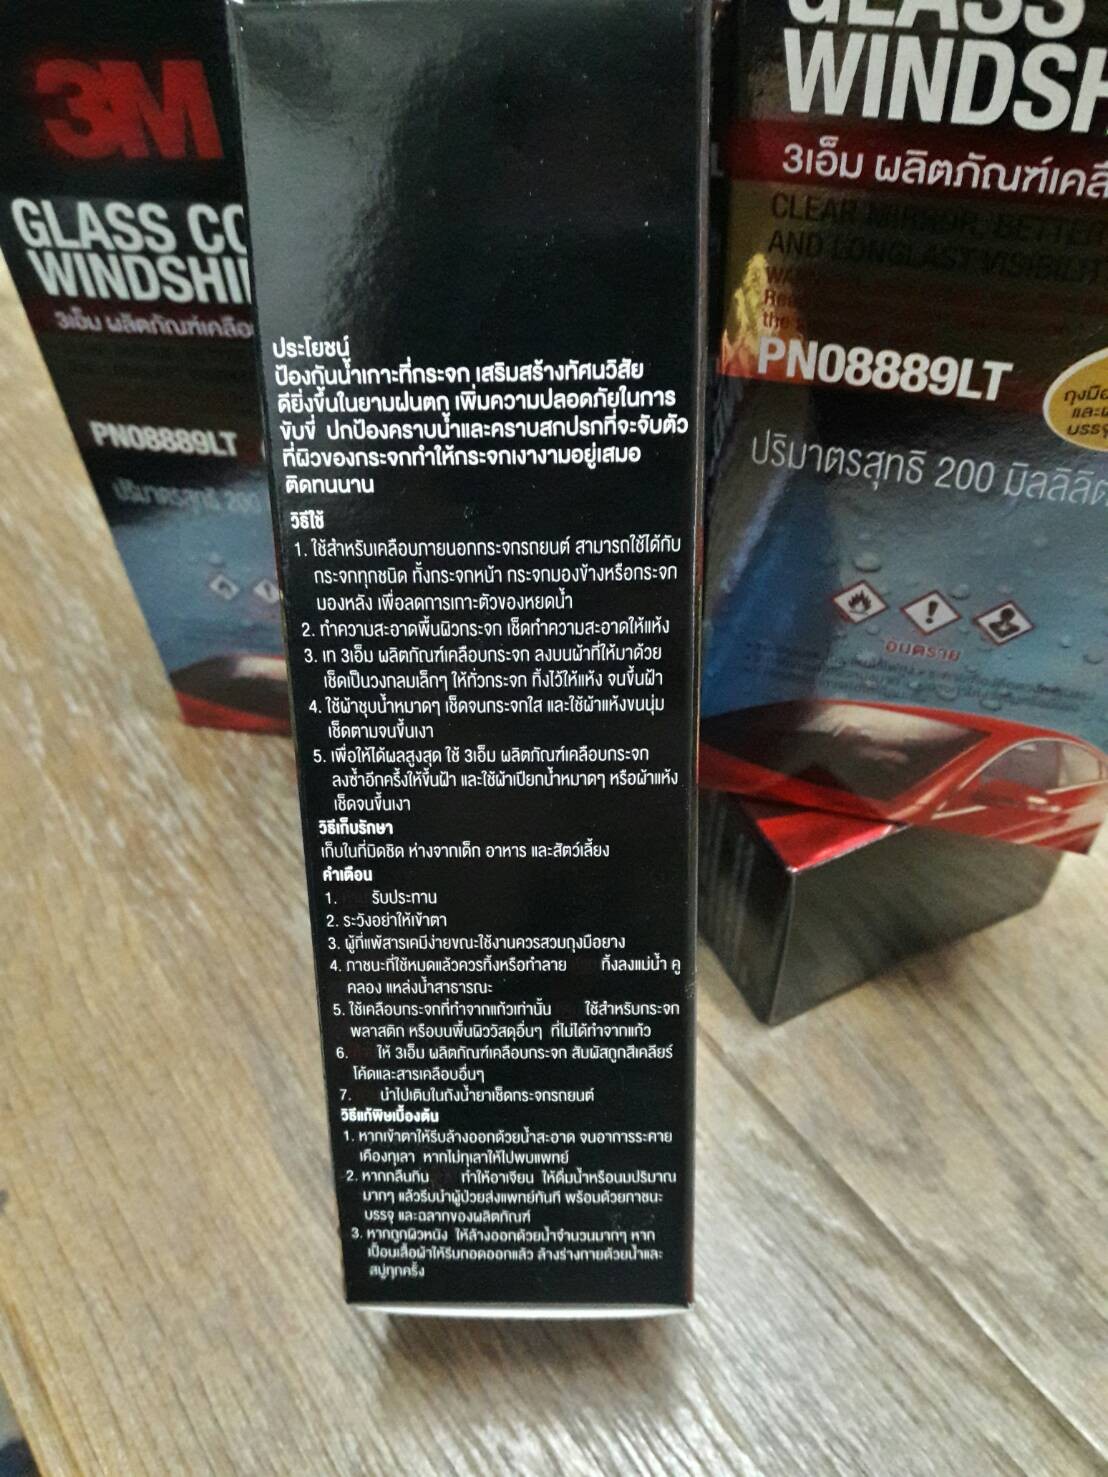 3M
GLASS CO
WINDSHI
3เอ็ม ผลิตภัณฑ์เคลือ
PN08889LT
ปริมาตรสุทธิ 200
ประโยชน์
ป้องกันน้ำเกาะที่กระจก เสริมสร้างทัศนวิสัย
ดียิ่งขึ้นในยามฝนตก เพิ่มความปลอดภัยในการ
ขับขี่ ปกป้องคราบน้ำและคราบสกปรกที่จะจับตัว
ที่ผิวของกระจกทำให้กระจกเงางามอยู่เสมอ
ติดทนนาน
วิธีใช้
1. ใช้สำหรับเคลือบภายนอกกระจกรถยนต์ สามารถใช้ได้กับ
กระจกทุกชนิด ทั้งกระจกหน้า กระจกมองข้างหรือกระจก
มองหลัง เพื่อลดการเกาะตัวของหยดน้ำ
2. ทำความสะอาดพื้นผิวกระจก เช็ดทำความสะอาดให้แห้ง
3. เท 3เอ็ม ผลิตภัณฑ์เคลือบกระจก ลงบนผ้าที่ให้มาด้วย
เช็ดเป็นวงกลมเล็กๆ ให้ทั่วกระจก ทิ้งไว้ให้แห้ง จนขึ้นฝ้า
4. ใช้ผ้าชุบน้ำหมาดๆ เช็ดจนกระจกใส และใช้ผ้าแห้งขนนุ่ม
เช็ดตามจนขึ้นเงา
5. เพื่อให้ได้ผลสูงสุด ใช้ 3เอ็ม ผลิตภัณฑ์เคลือบกระจก
ลงซ้ำอีกครั้งให้ขึ้นฝ้า และใช้ผ้าเปียกน้ำหมาดๆ หรือผ้าแห้ง
เช็ดจนขึ้นเงา
วิธีเก็บรักษา
เก็บในที่มิดชิด ห่างจากเด็ก อาหาร และสัตว์เลี้ยง
คำเตือน
1. รับประทาน
2. ระวังอย่าให้เข้าตา
3. ผู้ที่แพ้สารเคมีง่ายขณะใช้งานควรสวมถุงมือยาง
4. ภาชนะที่ใช้หมดแล้วควรทิ้งหรือทำลาย ทิ้งลงแม่น้ำ คู
คลอง แหล่งน้ำสาธารณะ
5. ใช้เคลือบกระจกที่ทำจากแก้วเท่านั้น ใช้สำหรับกระจก
พลาสติก หรือบนพื้นผิววัสดุอื่นๆ ที่ไม่ได้ทำจากแก้ว
6. ให้ 3เอ็ม ผลิตภัณฑ์เคลือบกระจก สัมผัสถูกสีเคลียร์
โค้ดและสารเคลือบอื่นๆ
7. นำไปเติมในถังน้ำยาเช็ดกระจกรถยนต์
วิธีแก้พิษเบื้องต้น
1. หากเข้าตาให้รีบล้างออกด้วยน้ำสะอาด จนอาการระคาย
เคืองทุเลา หากไม่ทุเลาให้ไปพบแพทย์
2. หากกลืนกิน ทำให้อาเจียน ให้ดื่มน้ำหรือนมปริมาณ
มากๆ แล้วรีบนำผู้ป่วยส่งแพทย์ทันที พร้อมด้วยภาชนะ
บรรจุ และฉลากของผลิตภัณฑ์
3. หากถูกผิวหนัง ให้ล้างออกด้วยน้ำจำนวนมากๆ หาก
เปื้อนเสื้อผ้าให้รีบถอดออกแล้ว ล้างร่างกายด้วยน้ำและ
สบู่ทุกครั้ง
GLASS
WINDSH
3เอ็ม ผลิตภัณฑ์เคลื
CLEAR MIRROR, BETTER
AND LONGLAST VISIBILIT
PN08889LT
ถุงมือ
และผ
บรรจุ
ปริมาตรสุทธิ 200 มิลลิลิต
อันตราย